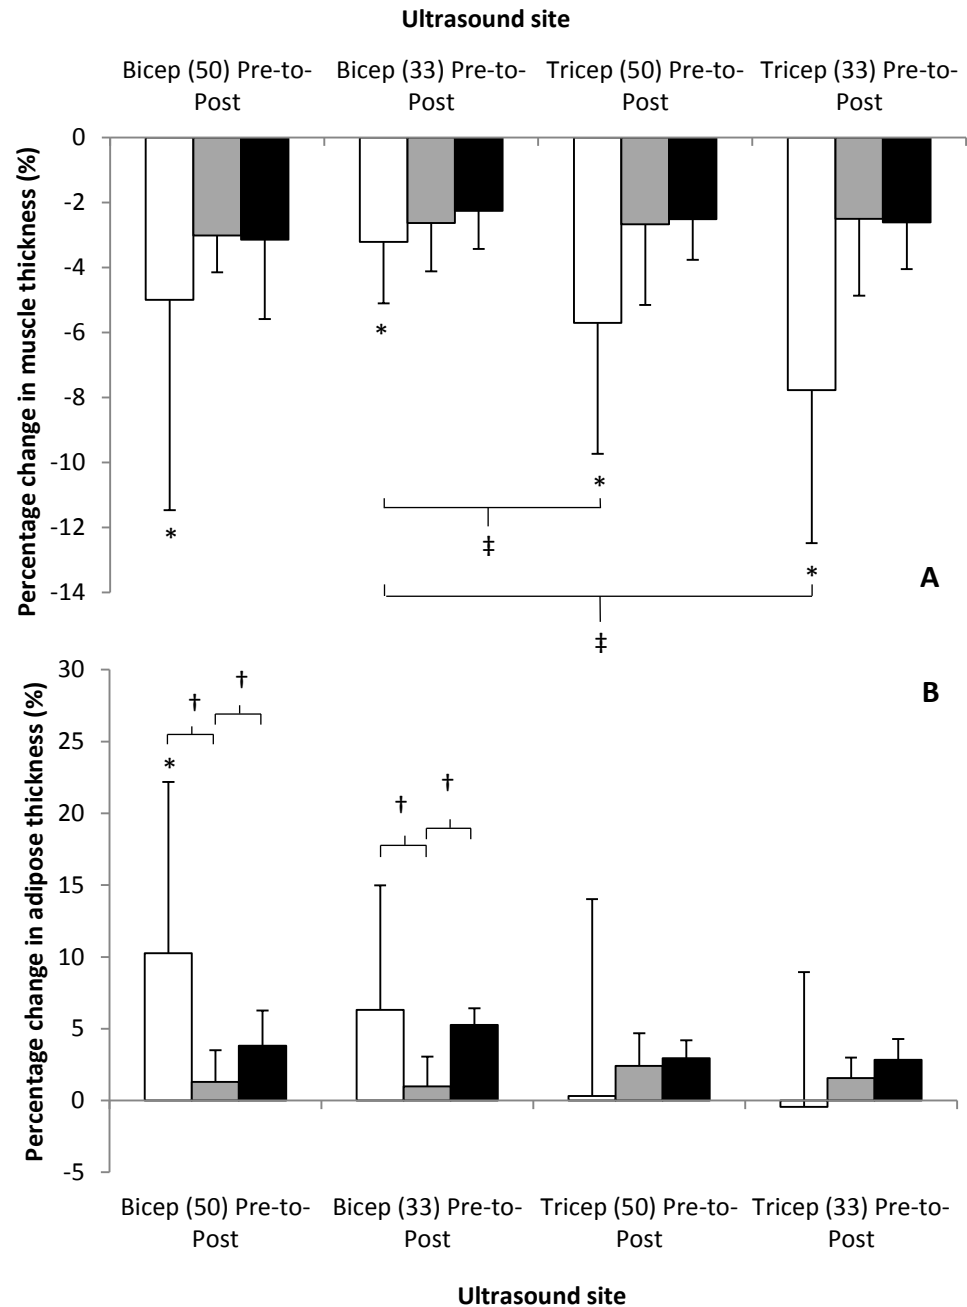 Ultrasound site
Bicep (50) Pre-to-
Post
Bicep (33) Pre-to-
Post
Tricep (50) Pre-to-
Post
Tricep (33) Pre-to-
Post
Percentage change in muscle thickness (%)
0
-2
-4
-6
-8
-10
-12
-14
*
*
*
*
‡
‡
A
Percentage change in adipose thickness (%)
30
25
20
15
10
5
0
-5
†
†
*
†
†
B
Bicep (50) Pre-to-
Post
Bicep (33) Pre-to-
Post
Tricep (50) Pre-to-
Post
Tricep (33) Pre-to-
Post
Ultrasound site